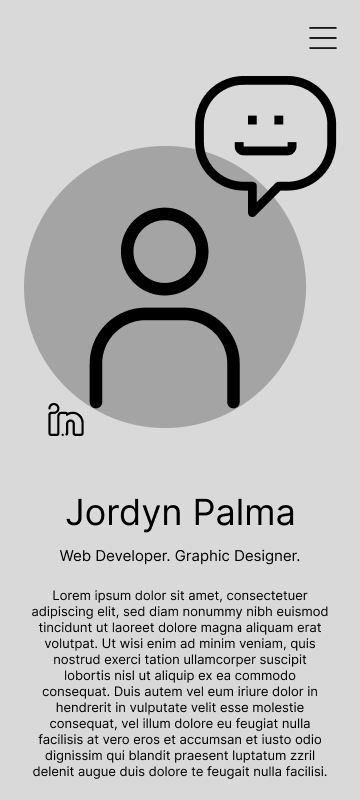 in
Jordyn Palma
Web Developer. Graphic Designer.
Lorem ipsum dolor sit amet, consectetuer
adipiscing elit, sed diam nonummy nibh euismod
tincidunt ut laoreet dolore magna aliquam erat
volutpat. Ut wisi enim ad minim veniam, quis
nostrud exerci tation ullamcorper suscipit
lobortis nisl ut aliquip ex ea commodo
consequat. Duis autem vel eum iriure dolor in
hendrerit in vulputate velit esse molestie
consequat, vel illum dolore eu feugiat nulla
facilisis at vero eros et accumsan et iusto odio
dignissim qui blandit praesent luptatum zzril
delenit augue duis dolore te feugait nulla facilisi.